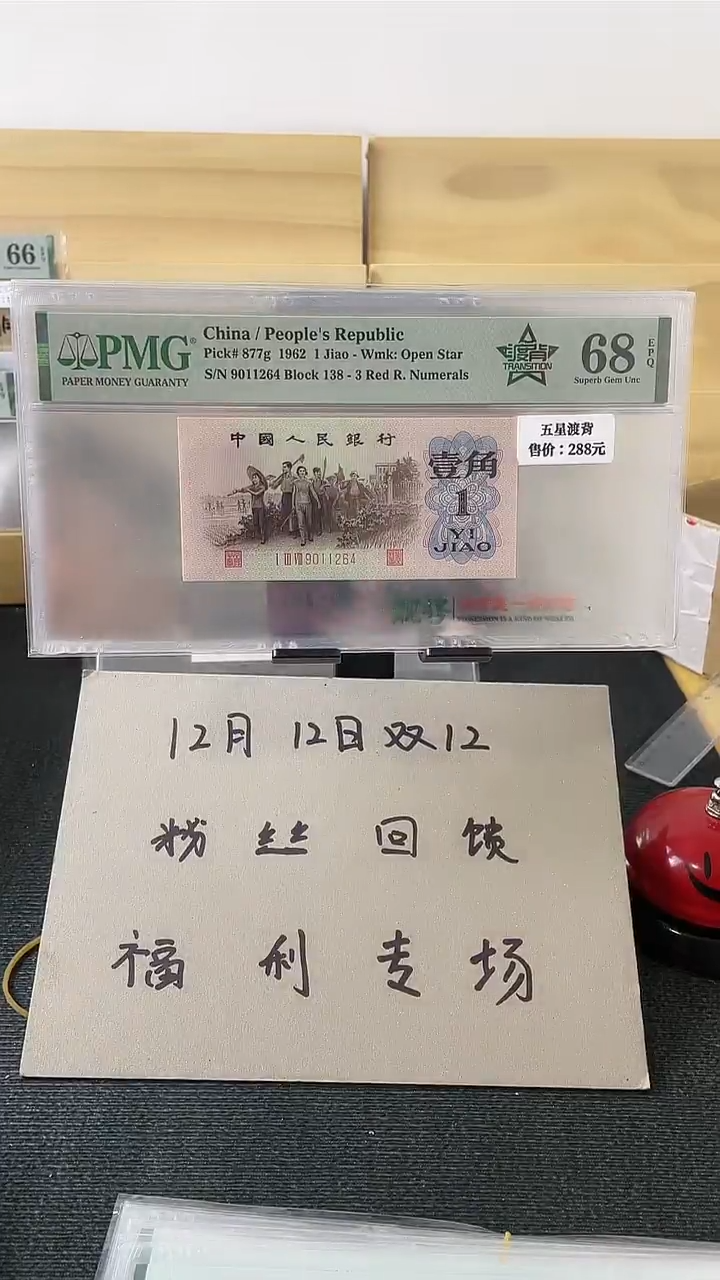 66
PMG
PAPER MONEY GUARANTY
China / People's Republic
Pick# 877g 1962 1 Jiao - Wmk: Open Star
S/N 9011264 Block 138 - 3 Red R. Numerals
渡背
TRANSITION
68
EPQ
Superb Gem Unc
五星渡背
售价：288元
中國人民銀行
壹角
1
YI
JIAO
I III VIII 9011264
12月 12日双12
粉 丝 回 馈
福 利 专 场